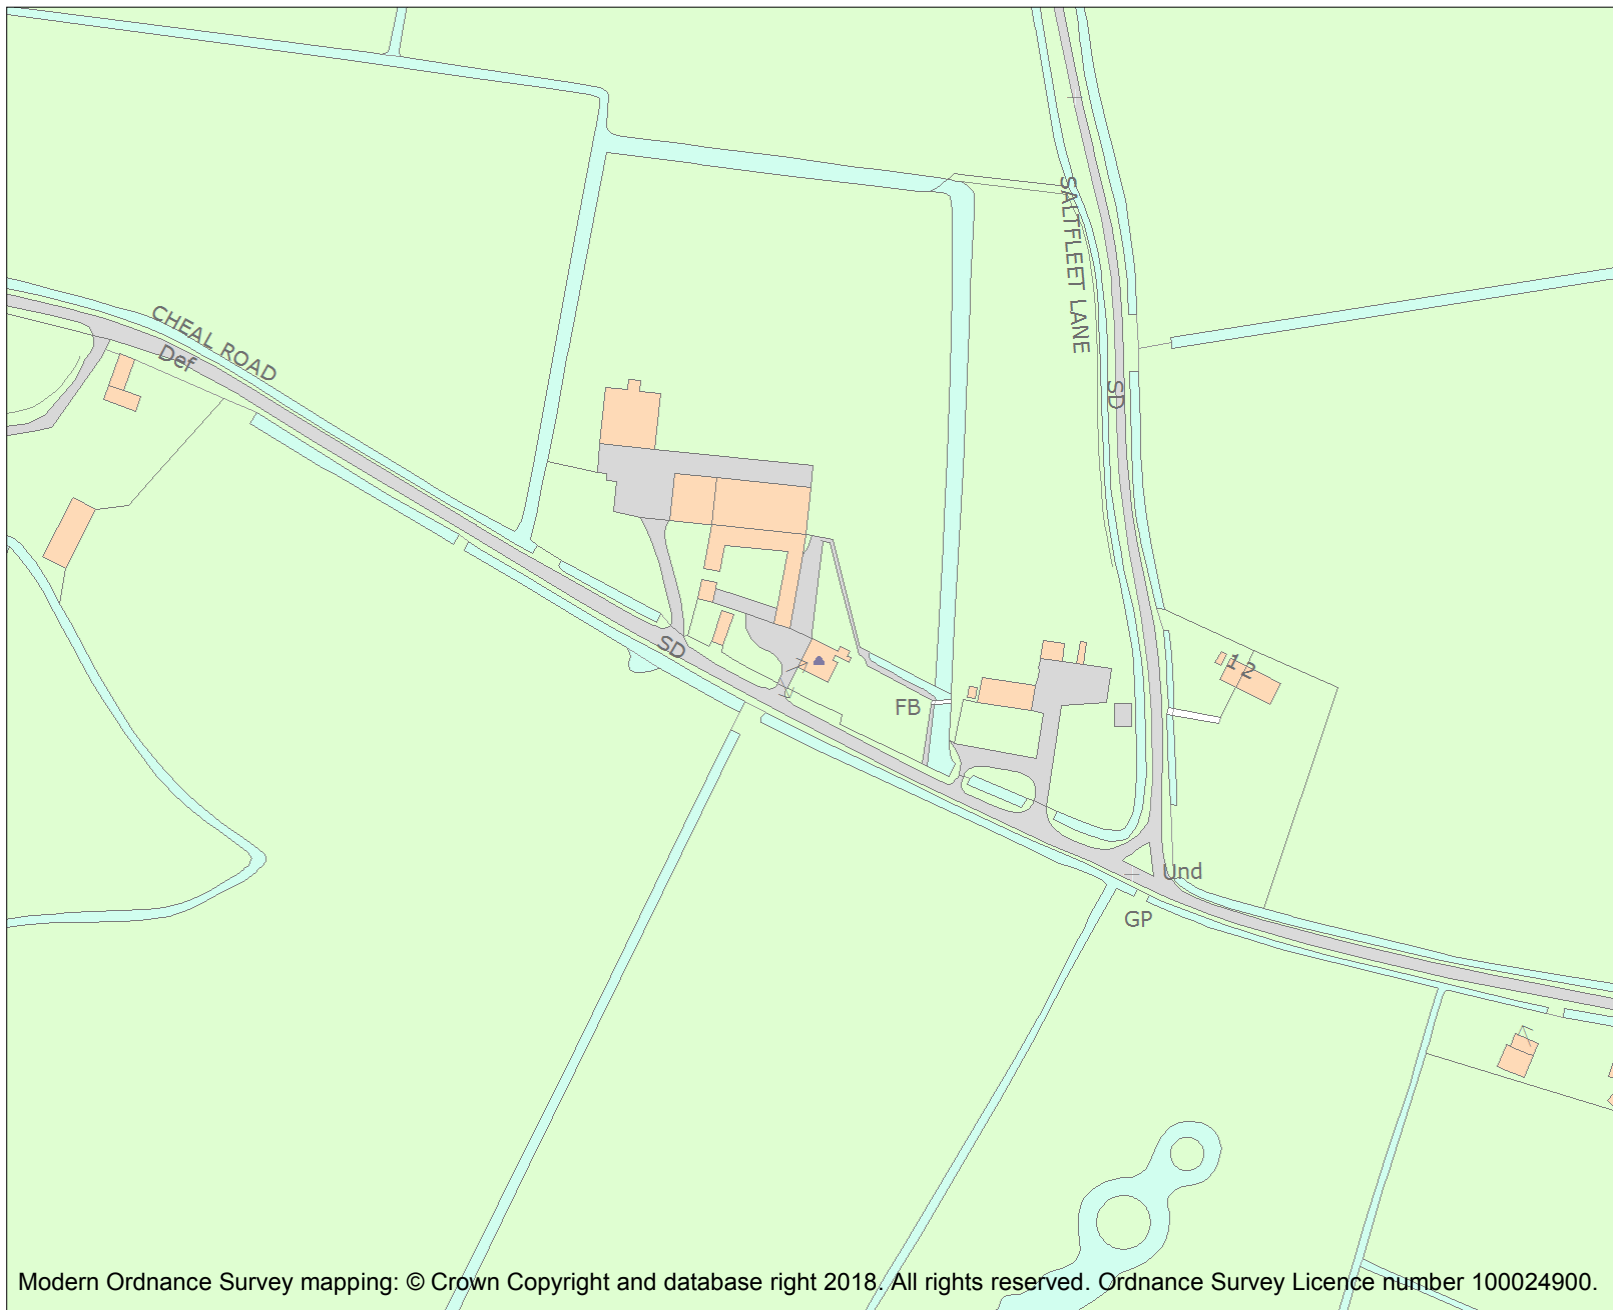 SALTFLEET LANE
CHEAL ROAD
Def
SD
SD
1 2
FB
Und
GP
Modern Ordnance Survey mapping: © Crown Copyright and database right 2018. All rights reserved. Ordnance Survey Licence number 100024900.